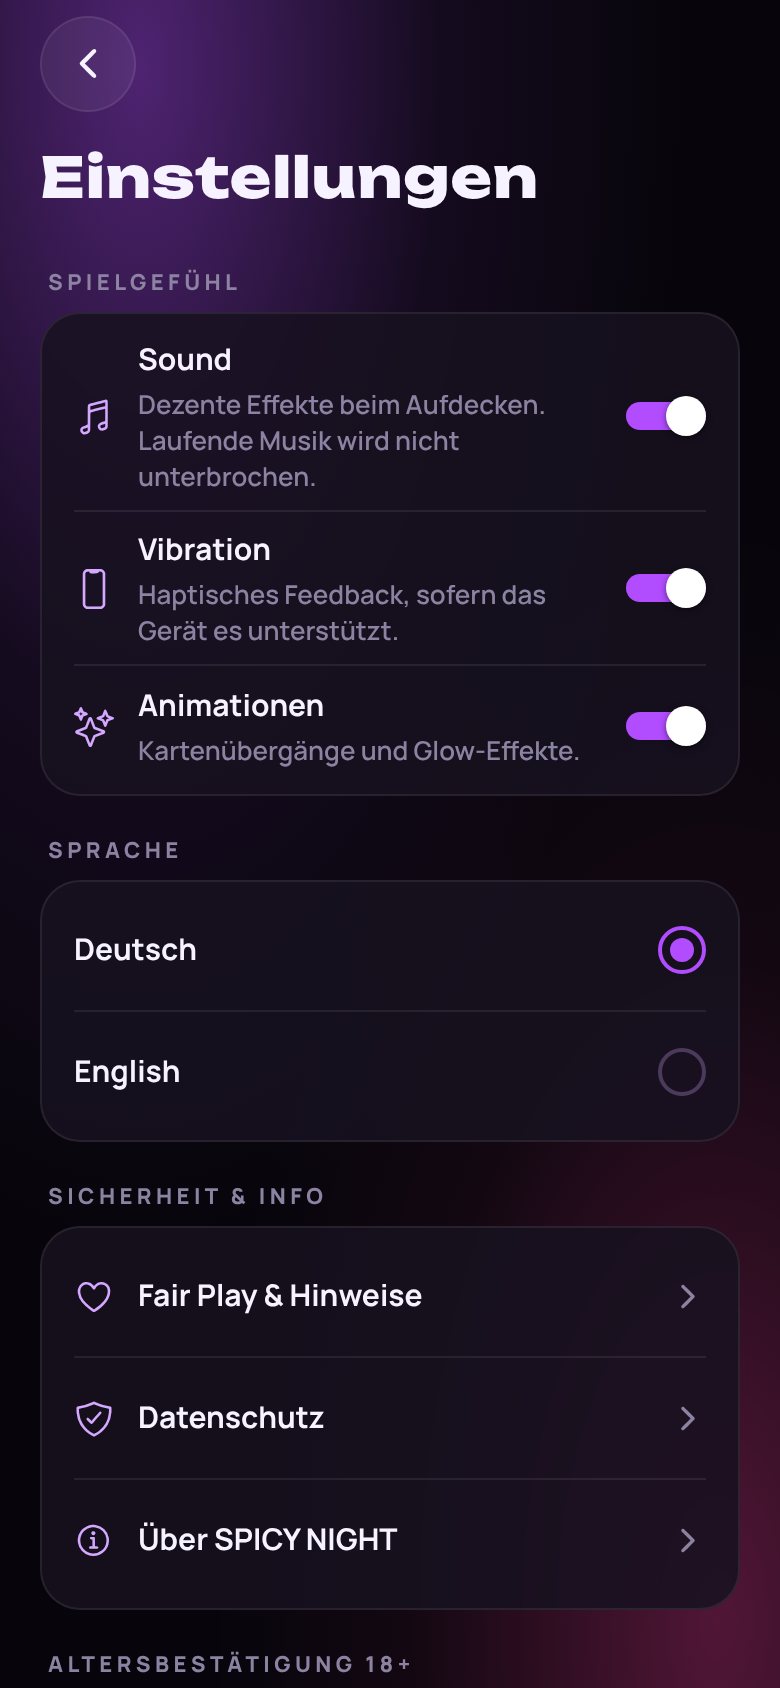 Einstellungen
SPIELGEFÜHL
Sound
Dezente Effekte beim Aufdecken.
Laufende Musik wird nicht
unterbrochen.
Vibration
Haptisches Feedback, sofern das
Gerät es unterstützt.
Animationen
Kartenübergänge und Glow-Effekte.
SPRACHE
Deutsch
English
SICHERHEIT & INFO
Fair Play & Hinweise
Datenschutz
Über SPICY NIGHT
ALTERSBESTÄTIGUNG 18+